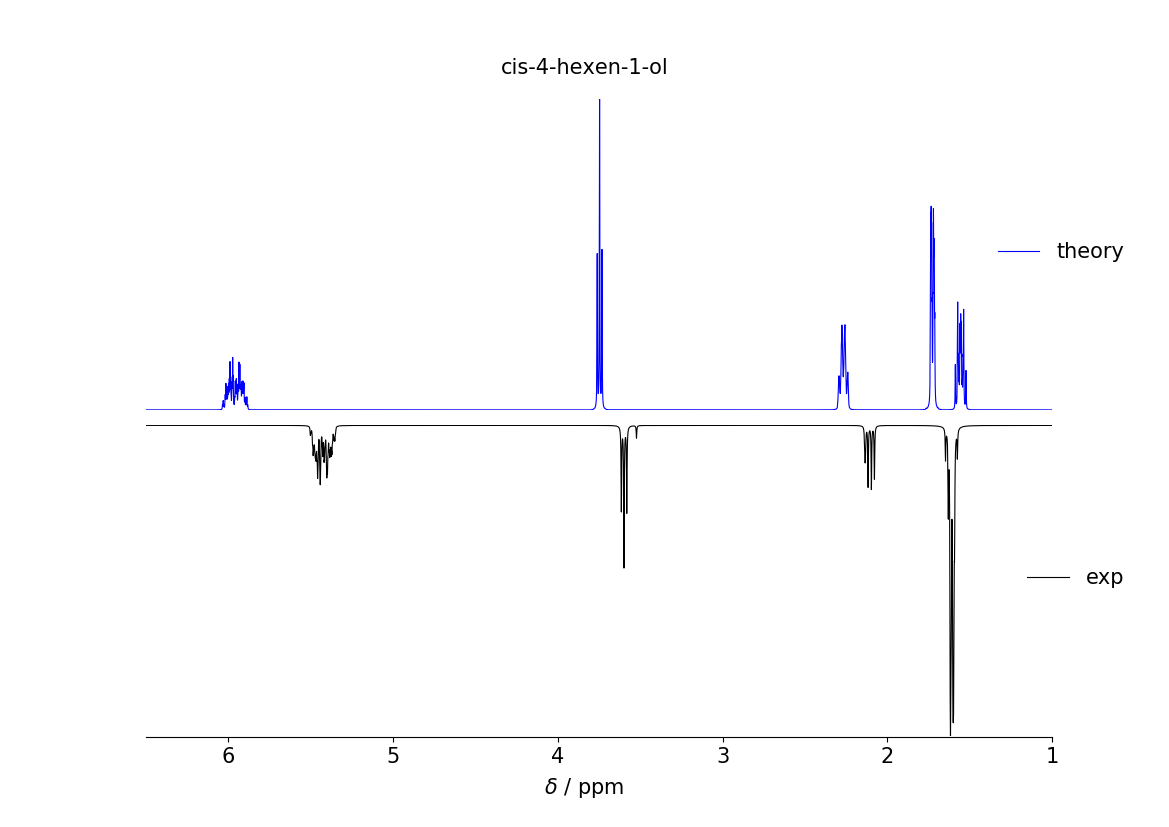 cis-4-hexen-1-ol
theory
exp
6 5 4 3 2 1
δ / ppm